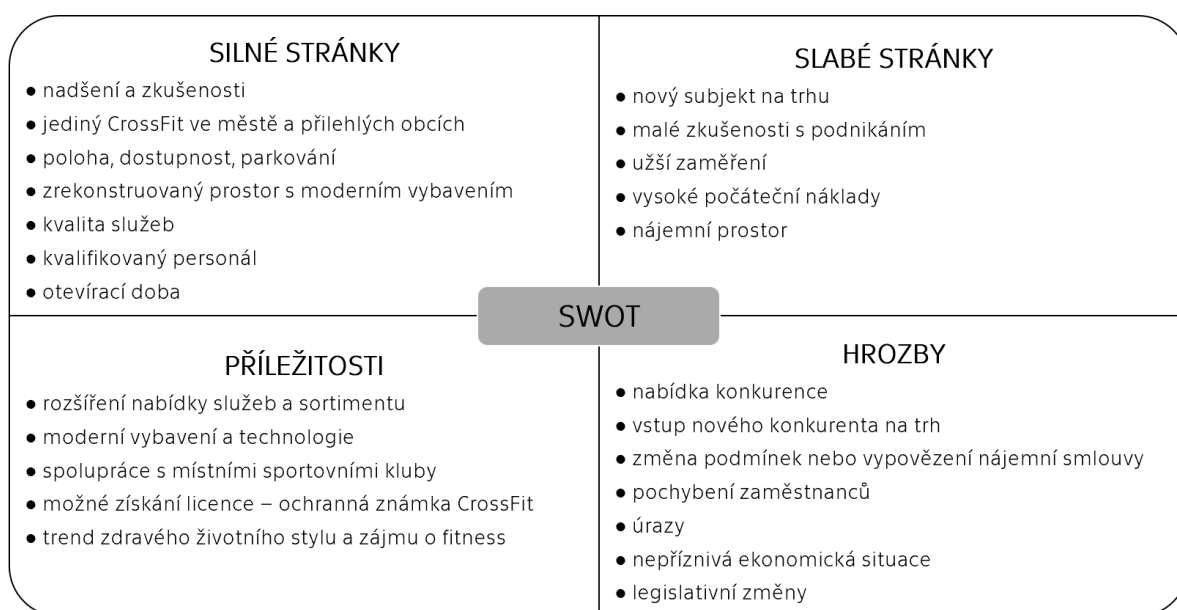 SILNÉ STRÁNKY
● nadšení a zkušenosti
● jediný CrossFit ve městě a přilehlých obcích
● poloha, dostupnost, parkování
● zrekonstruovaný prostor s moderním vybavením
● kvalita služeb
● kvalifikovaný personál
● otevírací doba
SLABÉ STRÁNKY
● nový subjekt na trhu
● malé zkušenosti s podnikáním
● užší zaměření
● vysoké počáteční náklady
● nájemní prostor
SWOT
PŘÍLEŽITOSTI
● rozšíření nabídky služeb a sortimentu
● moderní vybavení a technologie
● spolupráce s místními sportovními kluby
● možné získání licence – ochranná známka CrossFit
● trend zdravého životního stylu a zájmu o fitness
HROZBY
● nabídka konkurence
● vstup nového konkurenta na trh
● změna podmínek nebo vypovězení nájemní smlouvy
● pochybení zaměstnanců
● úrazy
● nepříznivá ekonomická situace
● legislativní změny